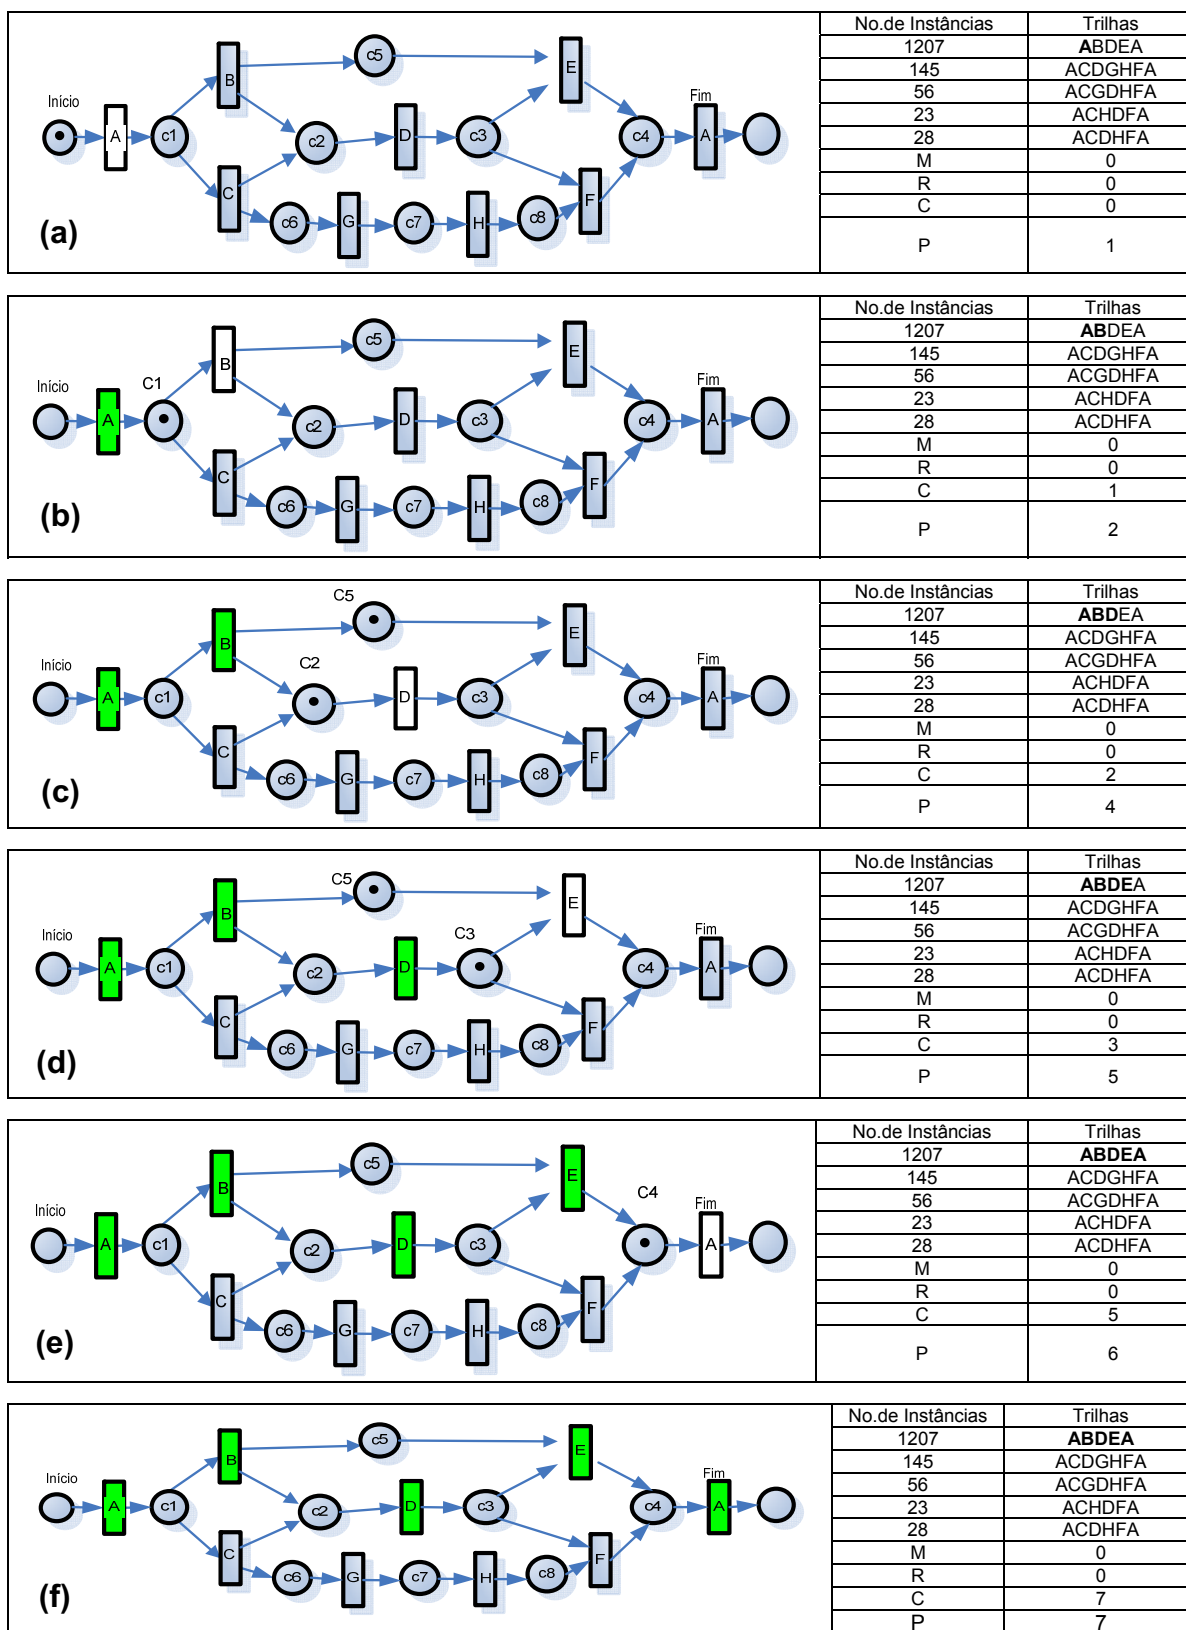 No.de Instâncias Trilhas
1207 ABDEA
145 ACDGHFA
56 ACGDHFA
23 ACHDFA
28 ACDHFA
M 0
R 0
C 0
P 1
Início A c1 B C c5 c2 c6 D G c3 c7 H c8 E F c4 Fim A
(a)
No.de Instâncias Trilhas
1207 ABDEA
145 ACDGHFA
56 ACGDHFA
23 ACHDFA
28 ACDHFA
M 0
R 0
C 1
P 2
Início A C1 B C c5 c2 c6 D G c3 c7 H c8 E F c4 Fim A
(b)
No.de Instâncias Trilhas
1207 ABDEA
145 ACDGHFA
56 ACGDHFA
23 ACHDFA
28 ACDHFA
M 0
R 0
C 2
P 4
Início A c1 B C C5 C2 c6 D G c3 c7 H c8 E F c4 Fim A
(c)
No.de Instâncias Trilhas
1207 ABDEA
145 ACDGHFA
56 ACGDHFA
23 ACHDFA
28 ACDHFA
M 0
R 0
C 3
P 5
Início A c1 B C C5 c2 c6 D G C3 c7 H c8 E F c4 Fim A
(d)
No.de Instâncias Trilhas
1207 ABDEA
145 ACDGHFA
56 ACGDHFA
23 ACHDFA
28 ACDHFA
M 0
R 0
C 5
P 6
Início A c1 B C c5 c2 c6 D G c3 c7 H c8 E F C4 Fim A
(e)
No.de Instâncias Trilhas
1207 ABDEA
145 ACDGHFA
56 ACGDHFA
23 ACHDFA
28 ACDHFA
M 0
R 0
C 7
P 7
Início A c1 B C c5 c2 c6 D G c3 c7 H c8 E F c4 Fim A
(f)